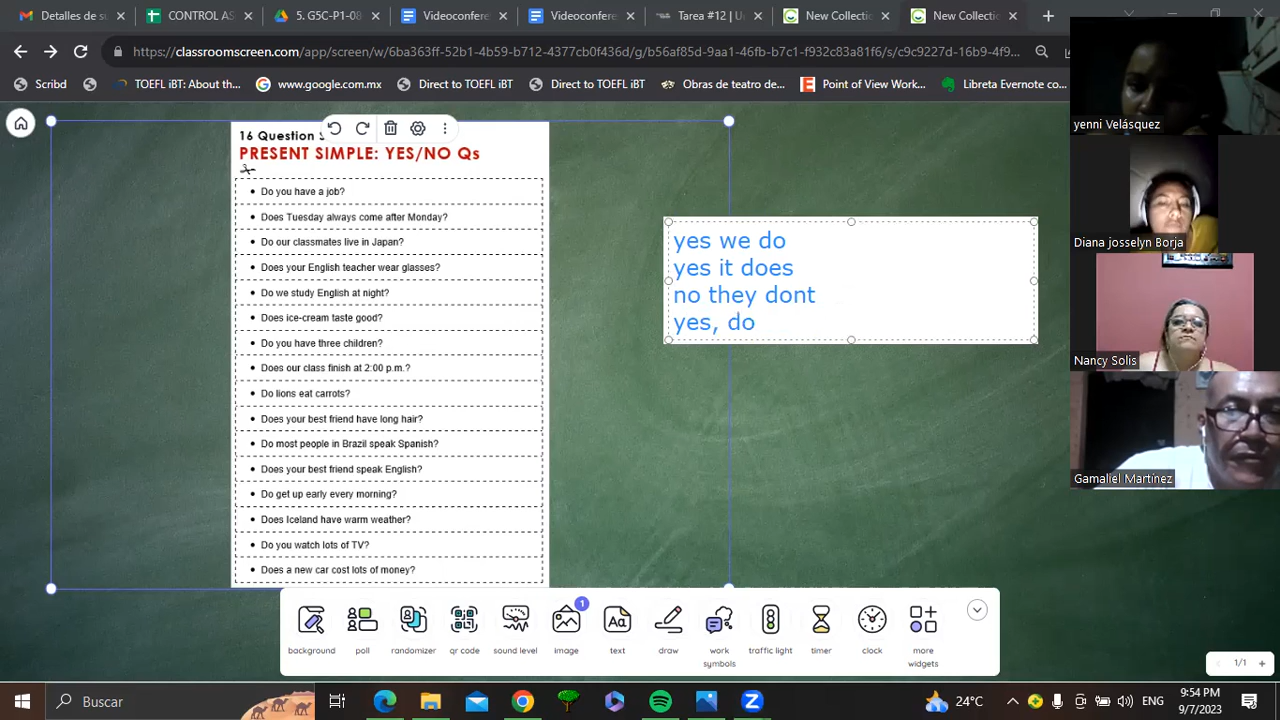 Detalles de su
CONTROL AS
5. G5C-P1-09
Videoconfere
Videoconfere
Tarea #12 | U
New Collectio
New Collectio
https://classroomscreen.com/app/screen/w/6ba363ff-52b1-4b59-b712-4377cb0f436d/g/b56af85d-9aa1-46fb-b7c1-f932c83a81f6/s/c9c9227d-16b9-4f9...
Scribd
TOEFL iBT: About the...
www.google.com.mx
Direct to TOEFL iBT
Direct to TOEFL iBT
Obras de teatro de...
Point of View Work...
Libreta Evernote co...
16 Question S
PRESENT SIMPLE: YES/NO Qs
• Do you have a job?
• Does Tuesday always come after Monday?
• Do our classmates live in Japan?
• Does your English teacher wear glasses?
• Do we study English at night?
• Does ice-cream taste good?
• Do you have three children?
• Does our class finish at 2:00 p.m.?
• Do lions eat carrots?
• Does your best friend have long hair?
• Do most people in Brazil speak Spanish?
• Does your best friend speak English?
• Do get up early every morning?
• Does Iceland have warm weather?
• Do you watch lots of TV?
• Does a new car cost lots of money?
yes we do
yes it does
no they dont
yes, do
yenni Velásquez
Diana josselyn Borja
Nancy Solis
Gamaliel Martínez
1
background
poll
randomizer
qr code
sound level
image
text
draw
work symbols
traffic light
timer
clock
more widgets
1/1
Buscar
24°C
ENG
9:54 PM
9/7/2023